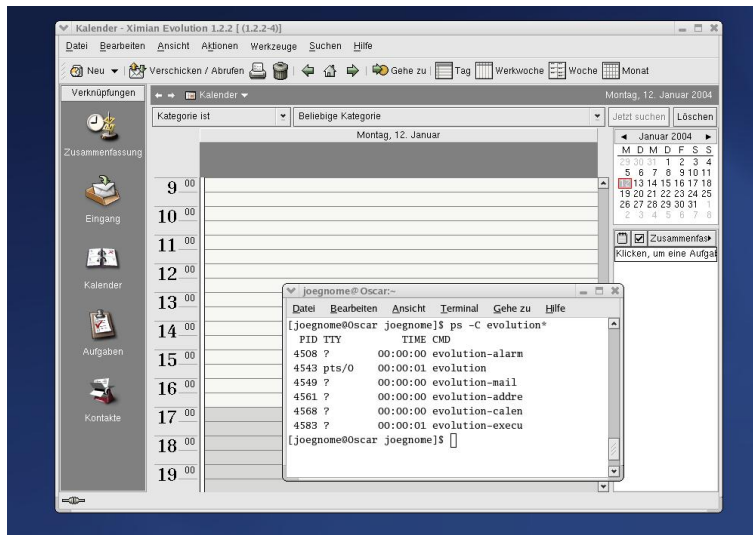 Kalender - Ximian Evolution 1.2.2 [ (1.2.2-4)]
Datei Bearbeiten Ansicht Aktionen Werkzeuge Suchen Hilfe
Neu Verschicken / Abrufen Gehe zu Tag Werkwoche Woche Monat
Verknüpfungen
Kalender
Montag, 12. Januar 2004
Kategorie ist Beliebige Kategorie Jetzt suchen Löschen
Zusammenfassung
Eingang
Kalender
Aufgaben
Kontakte
Montag, 12. Januar
9 00
10 00
11 00
12 00
13 00
14 00
15 00
16 00
17 00
18 00
19 00
Januar 2004
M D M D F S S
29 30 31 1 2 3 4
5 6 7 8 9 10 11
12 13 14 15 16 17 18
19 20 21 22 23 24 25
26 27 28 29 30 31 1
2 3 4 5 6 7 8
Zusammenfas
Klicken, um eine Aufgal
joegnome@Oscar:~
Datei Bearbeiten Ansicht Terminal Gehe zu Hilfe
[joegnome@Oscar joegnome]$ ps -C evolution*
PID TTY TIME CMD
4508 ? 00:00:00 evolution-alarm
4543 pts/0 00:00:01 evolution
4549 ? 00:00:00 evolution-mail
4561 ? 00:00:00 evolution-addre
4568 ? 00:00:00 evolution-calen
4583 ? 00:00:01 evolution-execu
[joegnome@Oscar joegnome]$